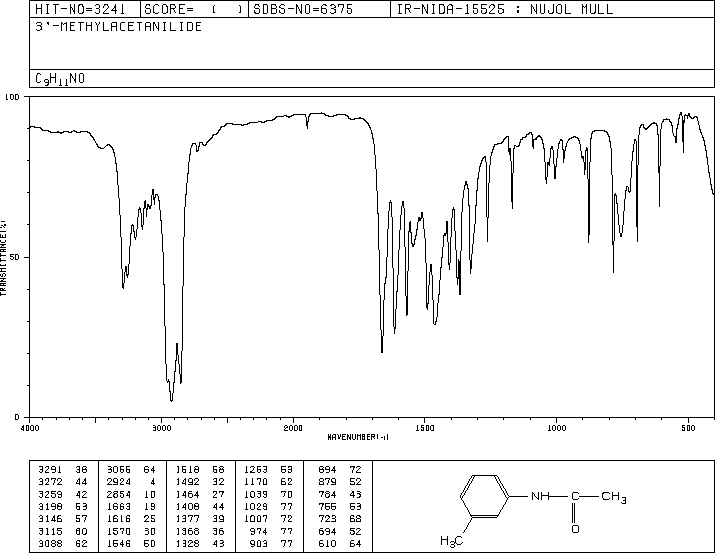 HIT-NO=3241 SCORE= ( ) SDBS-NO=6375 IR-NIDA-15525 : NUJOL MULL
3'-METHYLACETANILIDE
C₉H₁₁NO
100
50
0
TRANSMITTANCE(%)
4000 3000 2000 1500 1000 500
WAVENUMBER(-1)
3291 38 3066 64 1518 68 1263 53 894 72
3272 44 2924 4 1492 32 1170 62 879 52
3259 42 2854 10 1464 27 1039 70 784 43
3198 53 1663 19 1408 44 1029 77 755 53
3146 57 1616 25 1377 39 1007 72 723 68
3115 60 1570 30 1368 36 974 77 694 52
3088 62 1546 50 1328 43 903 77 610 64
NH C CH₃
O
H₃C